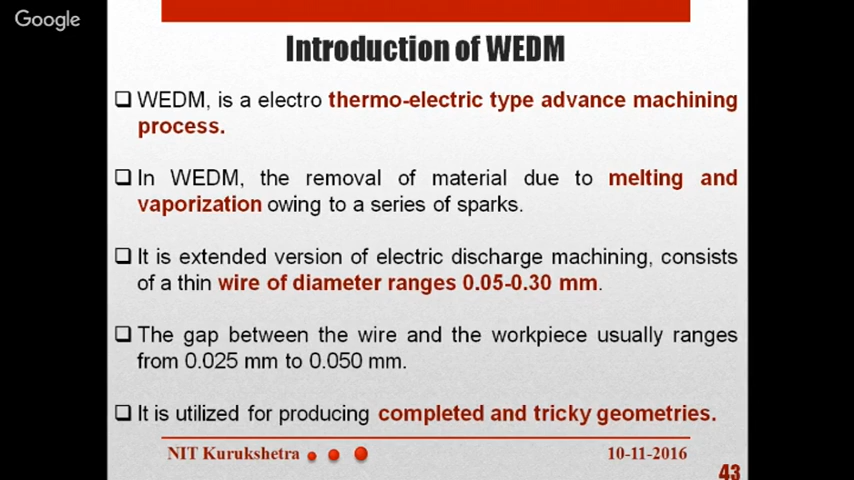 Google
Introduction of WEDM
WEDM, is a electro thermo-electric type advance machining
process.
In WEDM, the removal of material due to melting and
vaporization owing to a series of sparks.
It is extended version of electric discharge machining, consists
of a thin wire of diameter ranges 0.05-0.30 mm.
The gap between the wire and the workpiece usually ranges
from 0.025 mm to 0.050 mm.
It is utilized for producing completed and tricky geometries.
NIT Kurukshetra
10-11-2016
43